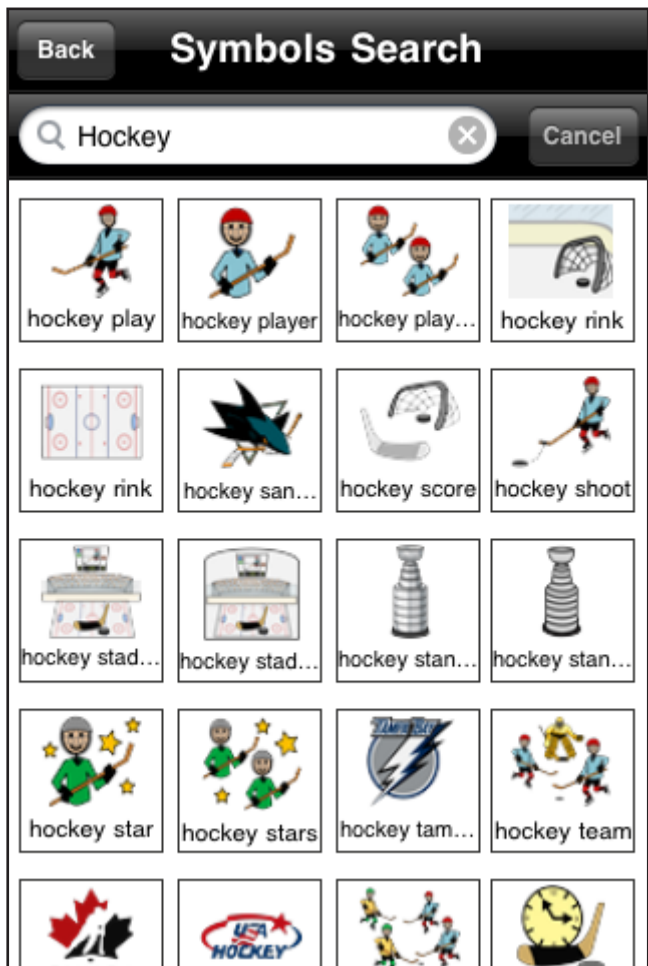 Back
Symbols Search
Hockey
Cancel
hockey play
hockey player
hockey play...
hockey rink
hockey rink
hockey san...
hockey score
hockey shoot
hockey stad...
hockey stad...
hockey stan...
hockey stan...
TAMPA BAY
hockey star
hockey stars
hockey tam...
hockey team
USA
HOCKEY